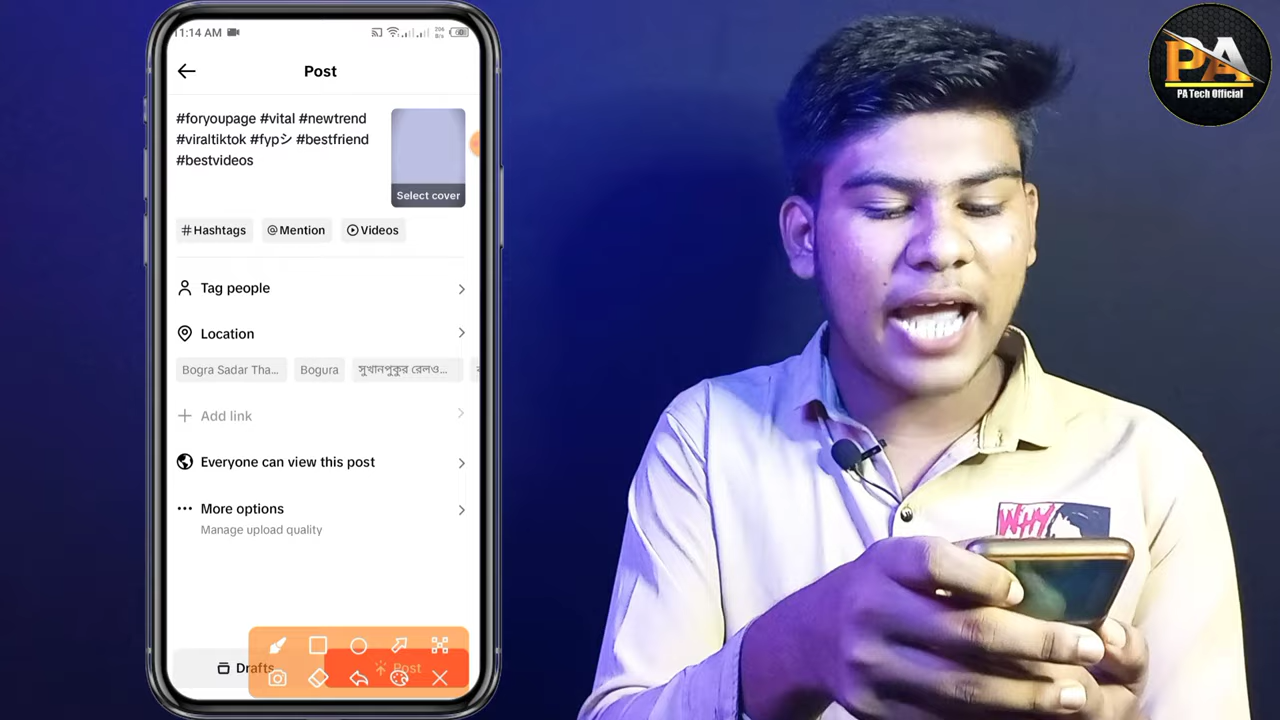 11:14 AM
206
B/s
Post
#foryoupage #vital #newtrend
#viraltiktok #fypシ #bestfriend
#bestvideos
Select cover
#Hashtags
@Mention
Videos
Tag people
Location
Bogra Sadar Tha...
Bogura
সুখানপুকুর রেলও...
Add link
Everyone can view this post
More options
Manage upload quality
Drafts
Post
PA
PA Tech Official
WHY